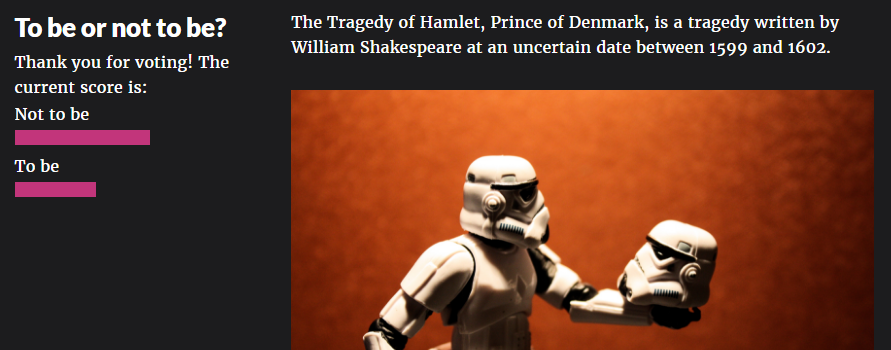 To be or not to be?
Thank you for voting! The
current score is:
Not to be
To be
The Tragedy of Hamlet, Prince of Denmark, is a tragedy written by
William Shakespeare at an uncertain date between 1599 and 1602.